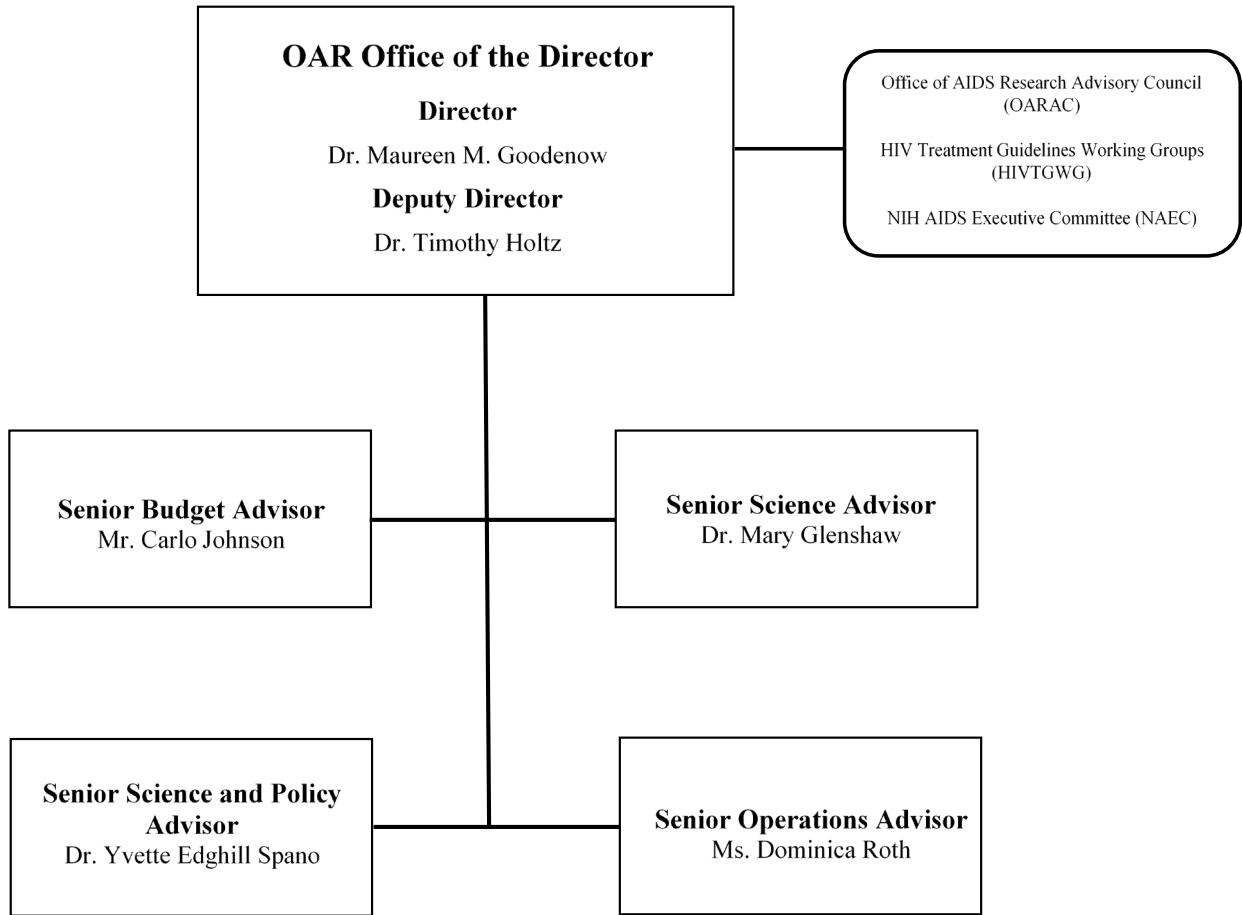 OAR Office of the Director
Director
Dr. Maureen M. Goodenow
Deputy Director
Dr. Timothy Holtz
Office of AIDS Research Advisory Council
(OARAC)
HIV Treatment Guidelines Working Groups
(HIVTGWG)
NIH AIDS Executive Committee (NAEC)
Senior Budget Advisor
Mr. Carlo Johnson
Senior Science Advisor
Dr. Mary Glenshaw
Senior Science and Policy
Advisor
Dr. Yvette Edghill Spano
Senior Operations Advisor
Ms. Dominica Roth